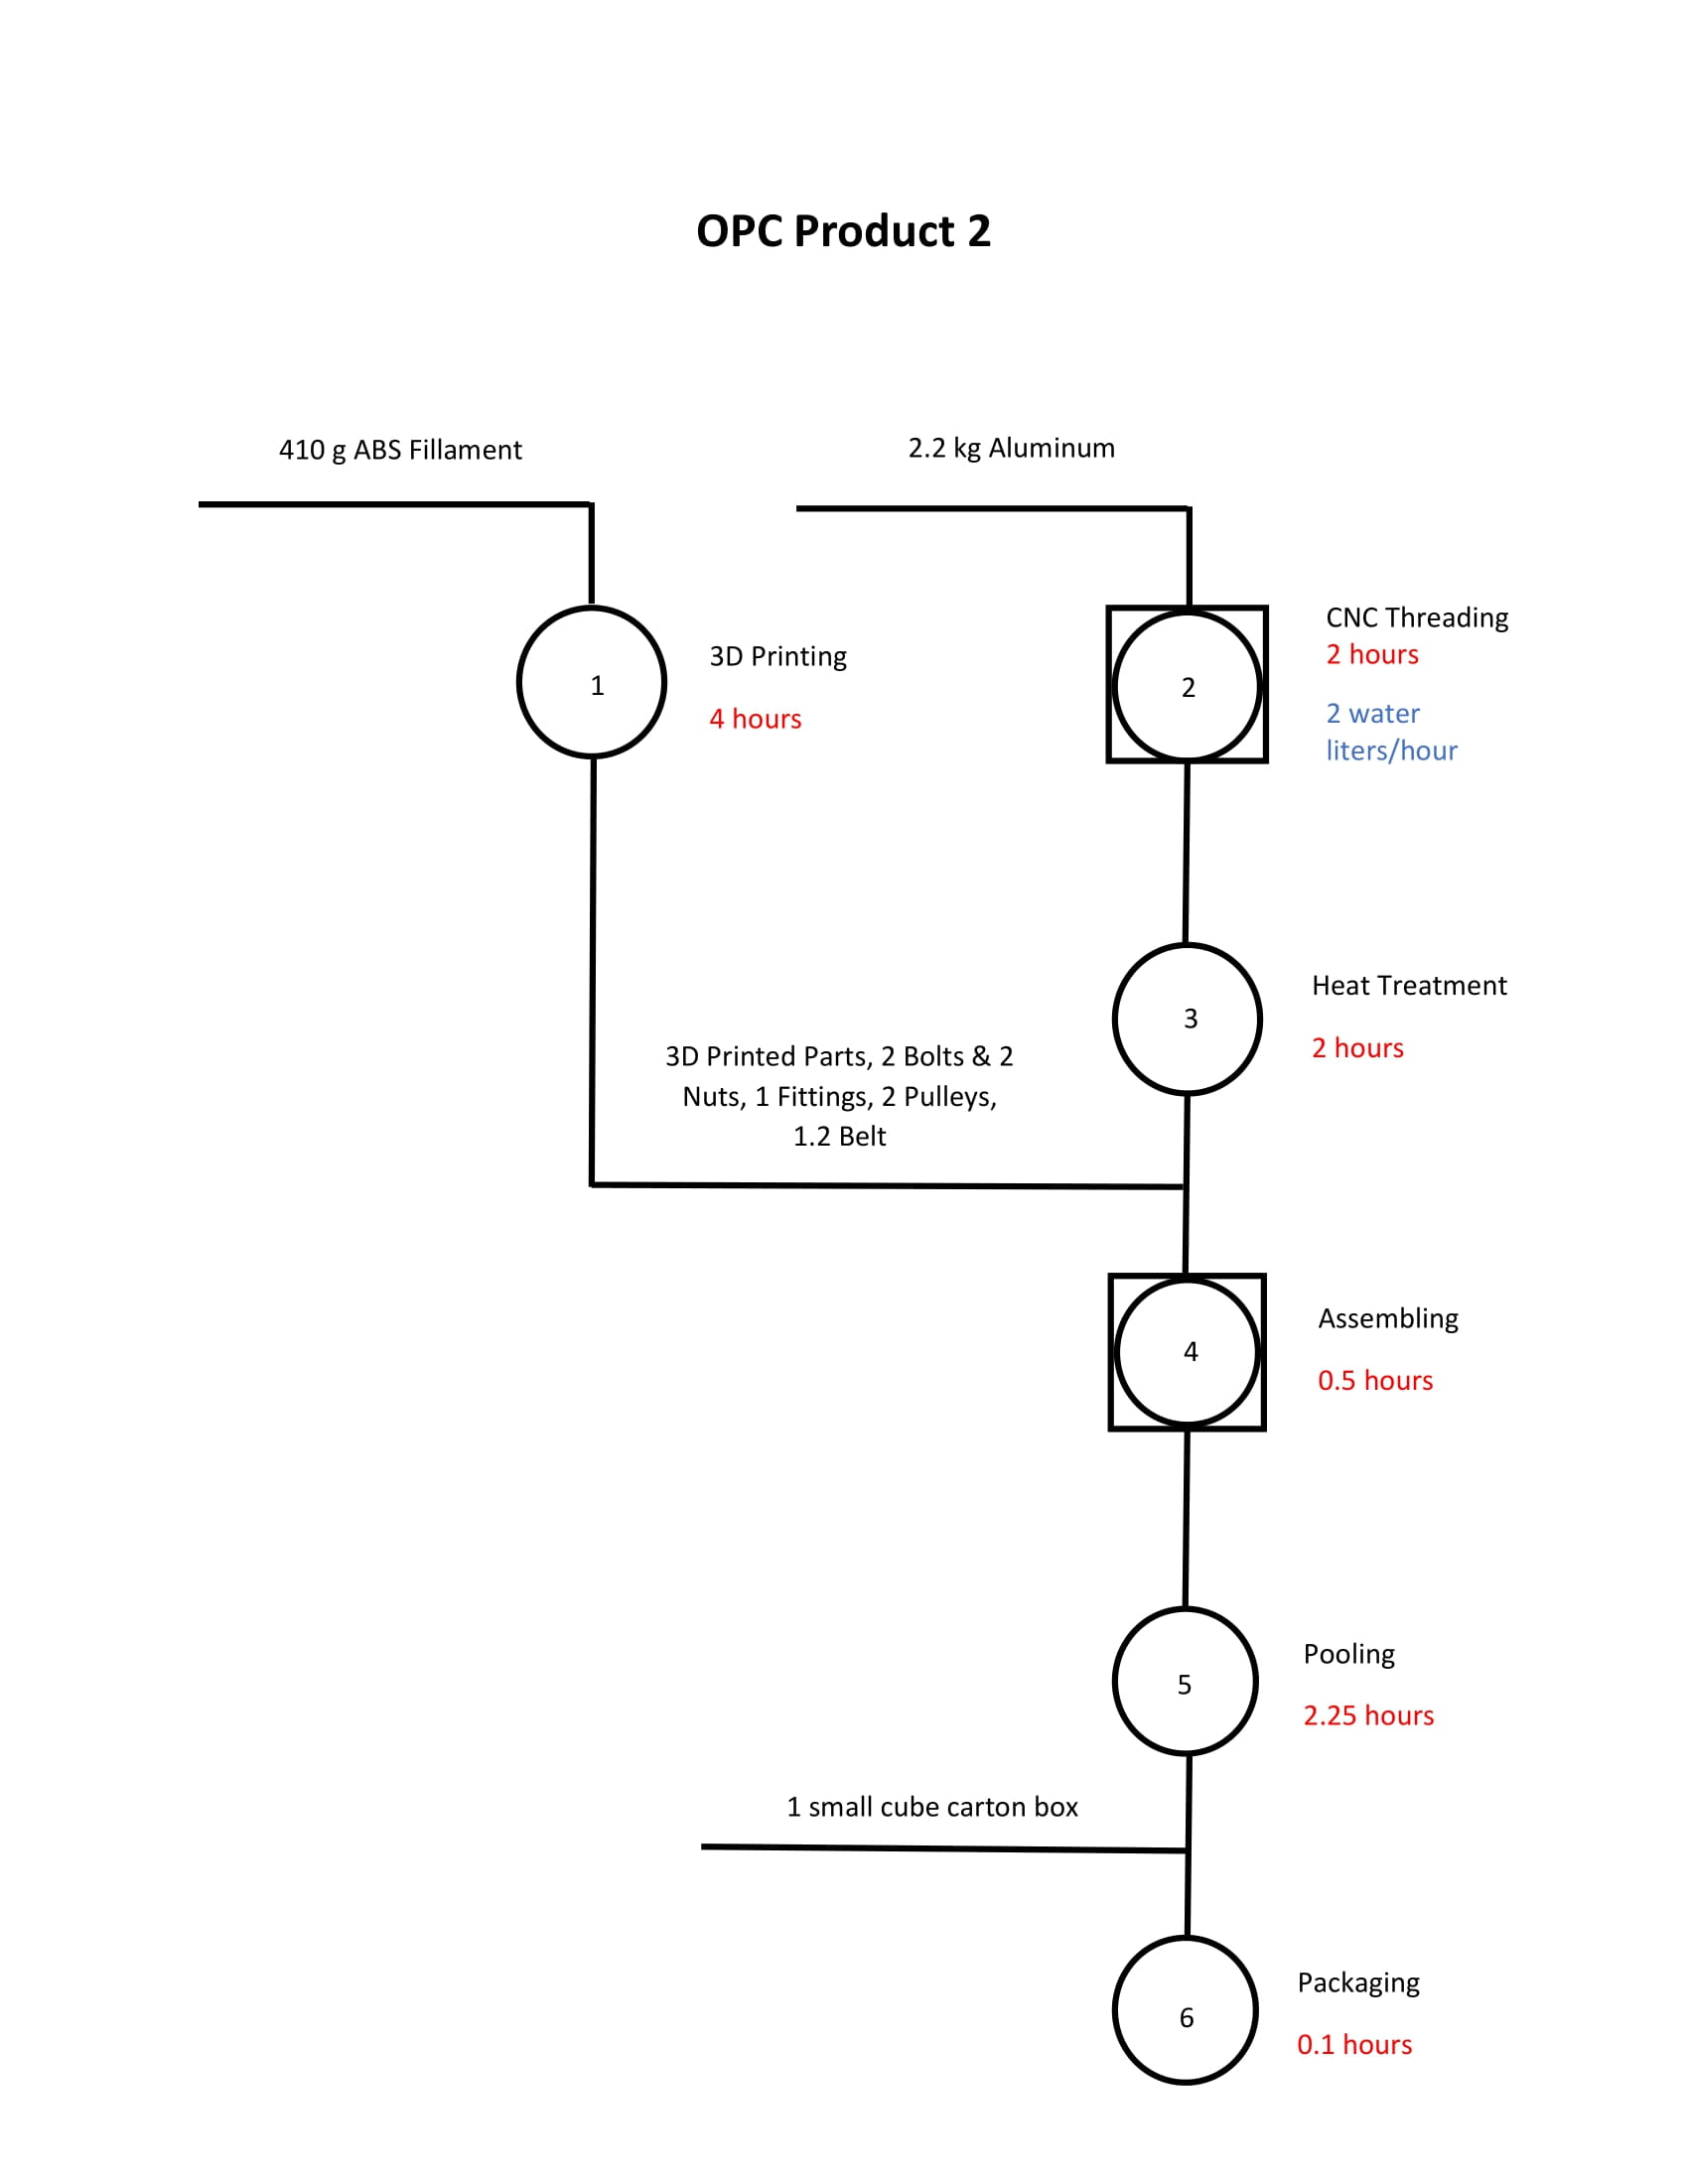 OPC Product 2
410 g ABS Fillament
2.2 kg Aluminum
1
3D Printing
4 hours
2
CNC Threading
2 hours
2 water
liters/hour
3
Heat Treatment
2 hours
3D Printed Parts, 2 Bolts & 2
Nuts, 1 Fittings, 2 Pulleys,
1.2 Belt
4
Assembling
0.5 hours
5
Pooling
2.25 hours
1 small cube carton box
6
Packaging
0.1 hours